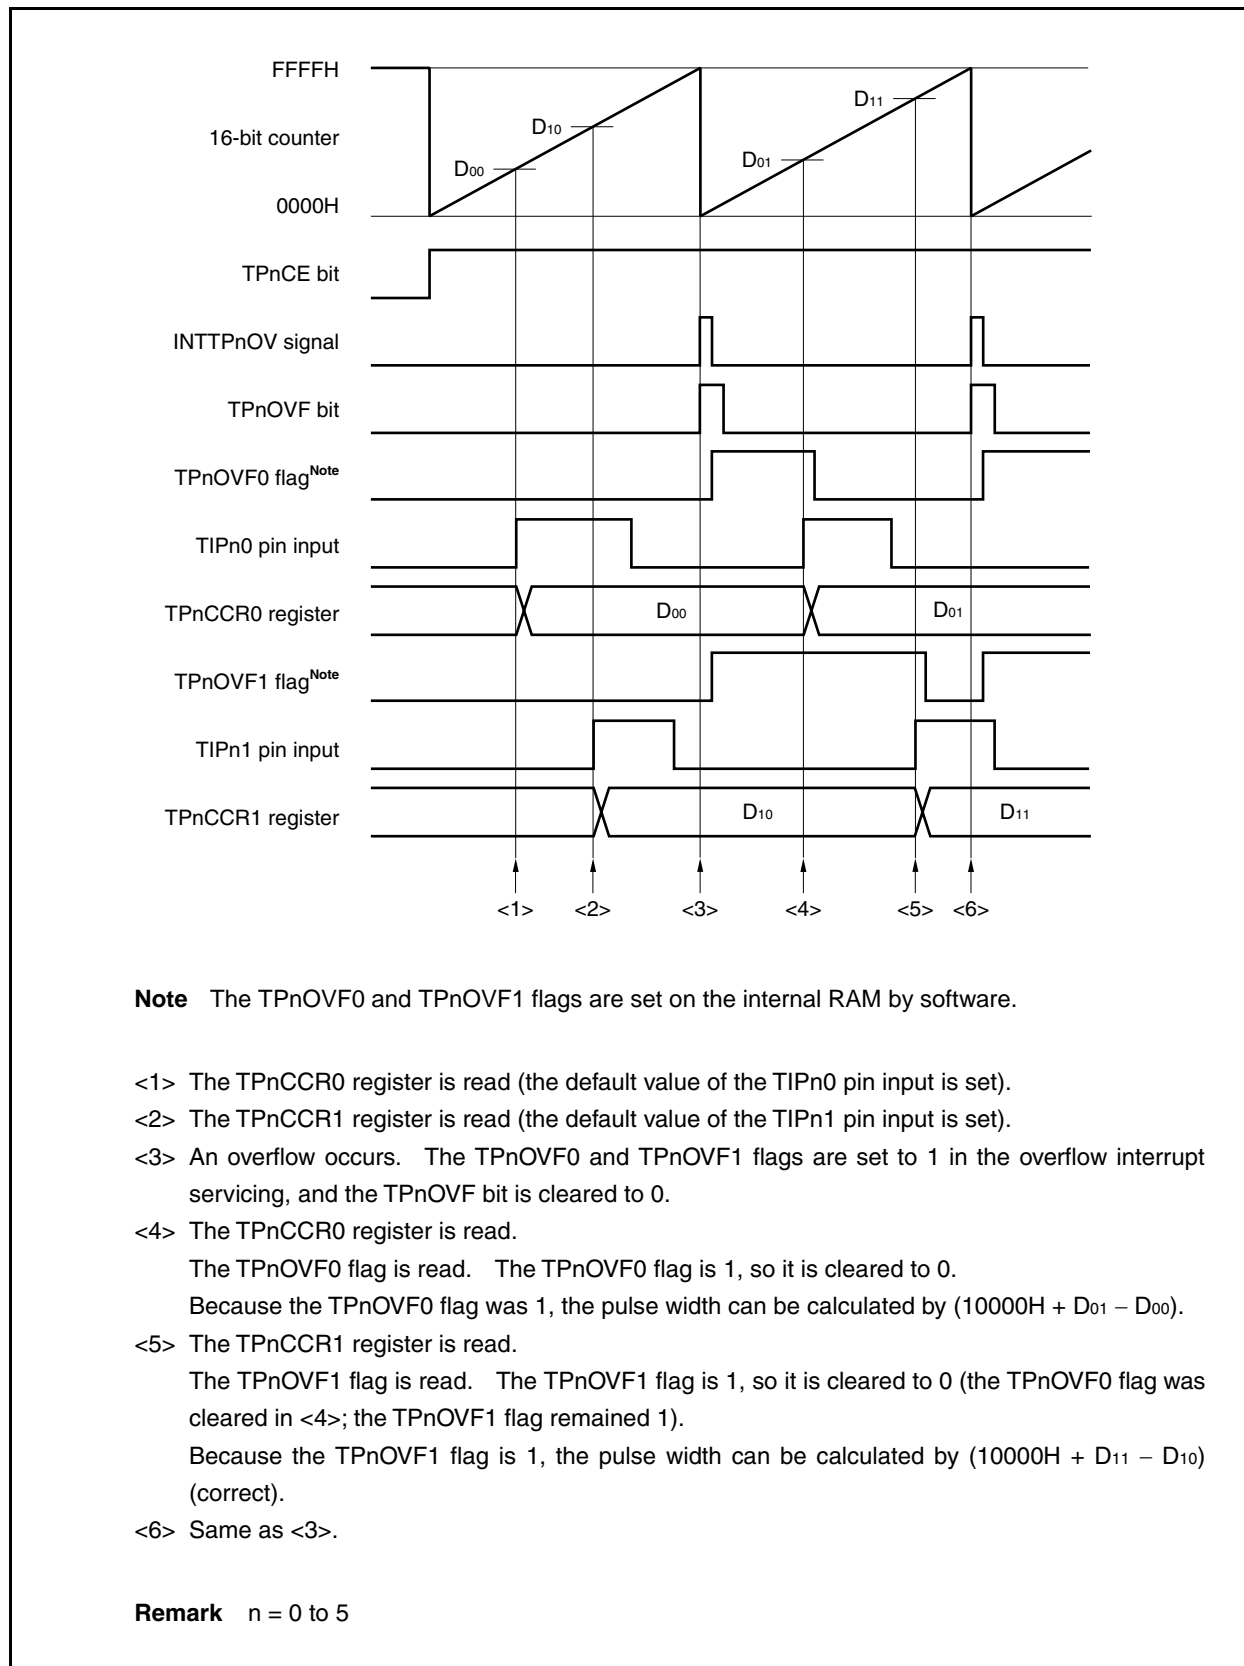 FFFFH
D11
D10
16-bit counter
D01
D00
0000H
TPnCE bit
INTTPnOV signal
TPnOVF bit
TPnOVF0 flagNote
TIPn0 pin input
TPnCCR0 register
D00
D01
TPnOVF1 flagNote
TIPn1 pin input
TPnCCR1 register
D10
D11
<1> <2> <3> <4> <5> <6>
Note The TPnOVF0 and TPnOVF1 flags are set on the internal RAM by software.
<1> The TPnCCR0 register is read (the default value of the TIPn0 pin input is set).
<2> The TPnCCR1 register is read (the default value of the TIPn1 pin input is set).
<3> An overflow occurs. The TPnOVF0 and TPnOVF1 flags are set to 1 in the overflow interrupt
servicing, and the TPnOVF bit is cleared to 0.
<4> The TPnCCR0 register is read.
The TPnOVF0 flag is read. The TPnOVF0 flag is 1, so it is cleared to 0.
Because the TPnOVF0 flag was 1, the pulse width can be calculated by (10000H + D01 − D00).
<5> The TPnCCR1 register is read.
The TPnOVF1 flag is read. The TPnOVF1 flag is 1, so it is cleared to 0 (the TPnOVF0 flag was
cleared in <4>; the TPnOVF1 flag remained 1).
Because the TPnOVF1 flag is 1, the pulse width can be calculated by (10000H + D11 − D10)
(correct).
<6> Same as <3>.
Remark n = 0 to 5